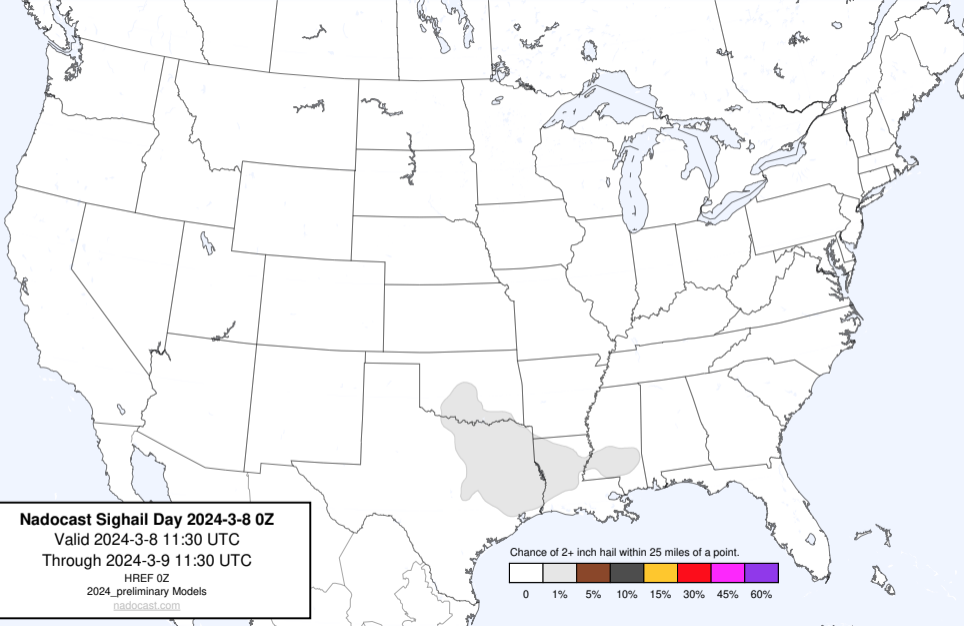 Nadocast Sighail Day 2024-3-8 0Z
Valid 2024-3-8 11:30 UTC
Through 2024-3-9 11:30 UTC
HREF 0Z
2024_preliminary Models
nadocast.com
Chance of 2+ inch hail within 25 miles of a point.
0 1% 5% 10% 15% 30% 45% 60%